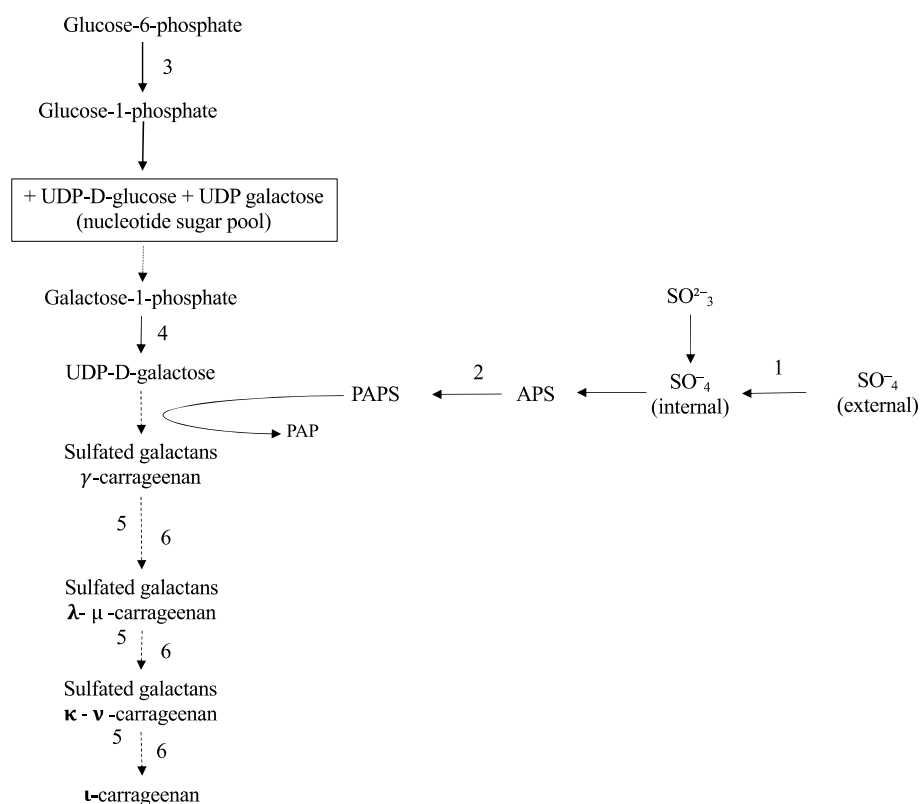 Glucose-6-phosphate
3
Glucose-1-phosphate
+ UDP-D-glucose + UDP galactose
(nucleotide sugar pool)
Galactose-1-phosphate
4
UDP-D-galactose
SO²⁻₃
PAPS
2
APS
SO⁻₄
(internal)
1
SO⁻₄
(external)
PAP
Sulfated galactans
γ-carrageenan
5
6
Sulfated galactans
λ- μ -carrageenan
5
6
Sulfated galactans
κ - ν -carrageenan
5
6
ι-carrageenan